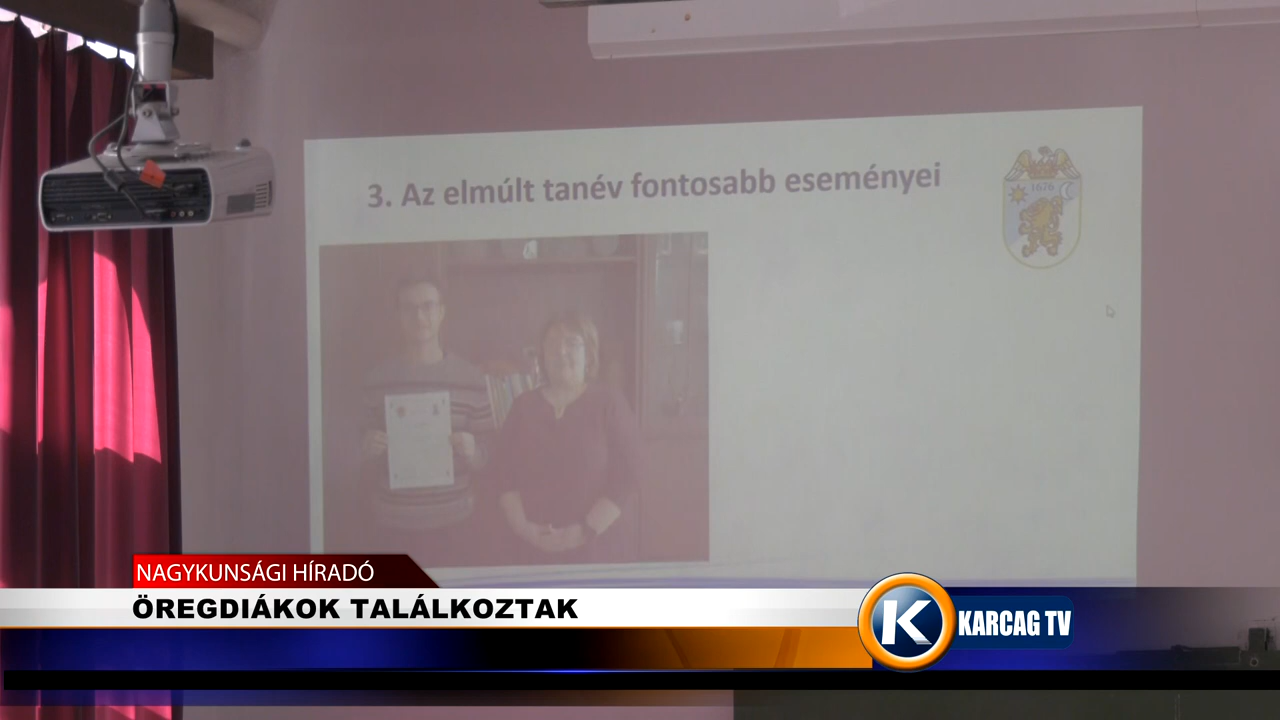 3. Az elmúlt tanév fontosabb eseményei
1676
NAGYKUNSÁGI HÍRADÓ
ÖREGDIÁKOK TALÁLKOZTAK
K KARCAG TV